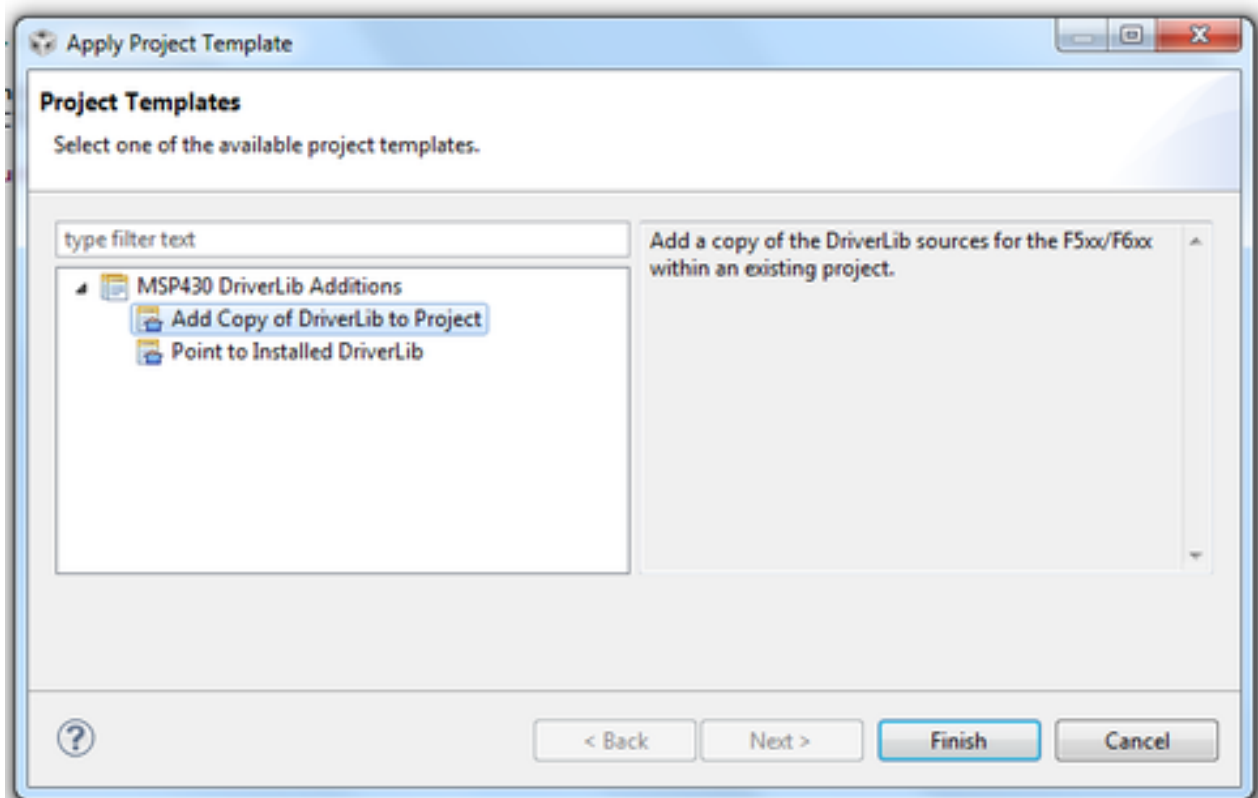 Apply Project Template
Project Templates
Select one of the available project templates.
type filter text
MSP430 DriverLib Additions
Add Copy of DriverLib to Project
Point to Installed DriverLib
Add a copy of the DriverLib sources for the F5xx/F6xx
within an existing project.
< Back
Next >
Finish
Cancel